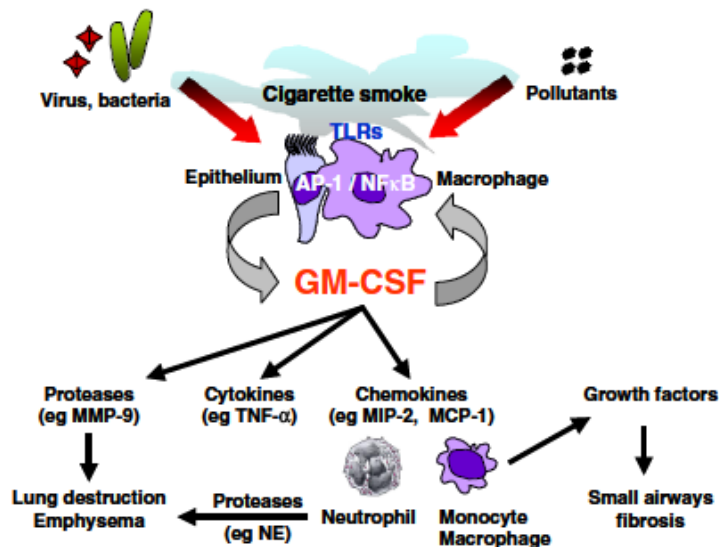 Virus, bacteria
Cigarette smoke
Pollutants
TLRs
Epithelium
AP-1 / NFκB
Macrophage
GM-CSF
Proteases
(eg MMP-9)
Cytokines
(eg TNF-α)
Chemokines
(eg MIP-2, MCP-1)
Growth factors
Lung destruction
Emphysema
Proteases
(eg NE)
Neutrophil
Monocyte
Macrophage
Small airways
fibrosis